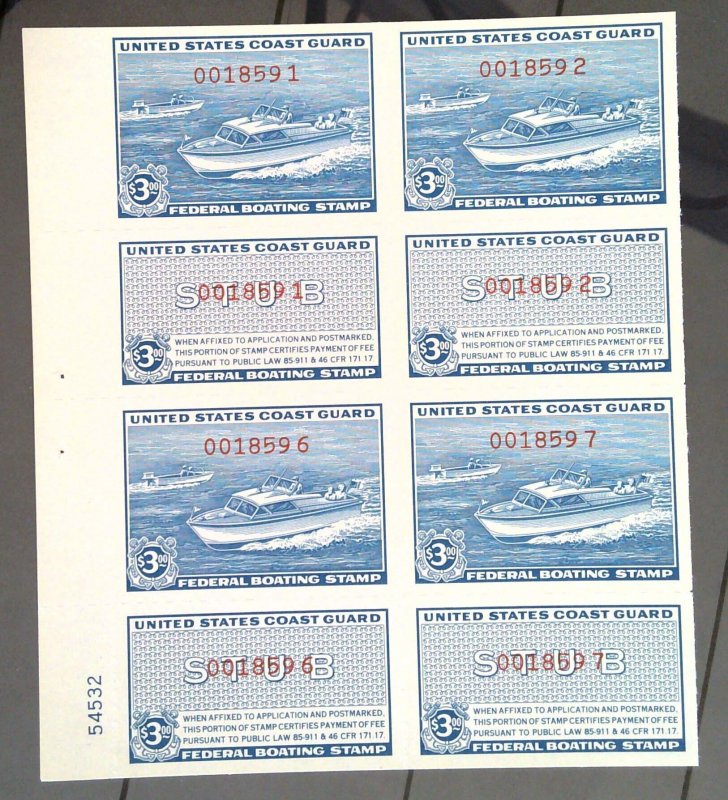 UNITED STATES COAST GUARD
0018591
$3.00
FEDERAL BOATING STAMP
UNITED STATES COAST GUARD
0018592
$3.00
FEDERAL BOATING STAMP
UNITED STATES COAST GUARD
STUB
0018591
WHEN AFFIXED TO APPLICATION AND POSTMARKED,
THIS PORTION OF STAMP CERTIFIES PAYMENT OF FEE
PURSUANT TO PUBLIC LAW 85-911 & 46 CFR 171.17.
$3.00
FEDERAL BOATING STAMP
UNITED STATES COAST GUARD
STUB
0018592
WHEN AFFIXED TO APPLICATION AND POSTMARKED,
THIS PORTION OF STAMP CERTIFIES PAYMENT OF FEE
PURSUANT TO PUBLIC LAW 85-911 & 46 CFR 171.17.
$3.00
FEDERAL BOATING STAMP
UNITED STATES COAST GUARD
0018596
$3.00
FEDERAL BOATING STAMP
UNITED STATES COAST GUARD
0018597
$3.00
FEDERAL BOATING STAMP
UNITED STATES COAST GUARD
STUB
0018596
WHEN AFFIXED TO APPLICATION AND POSTMARKED,
THIS PORTION OF STAMP CERTIFIES PAYMENT OF FEE
PURSUANT TO PUBLIC LAW 85-911 & 46 CFR 171.17.
$3.00
FEDERAL BOATING STAMP
UNITED STATES COAST GUARD
STUB
0018597
WHEN AFFIXED TO APPLICATION AND POSTMARKED,
THIS PORTION OF STAMP CERTIFIES PAYMENT OF FEE
PURSUANT TO PUBLIC LAW 85-911 & 46 CFR 171.17.
$3.00
FEDERAL BOATING STAMP
54532